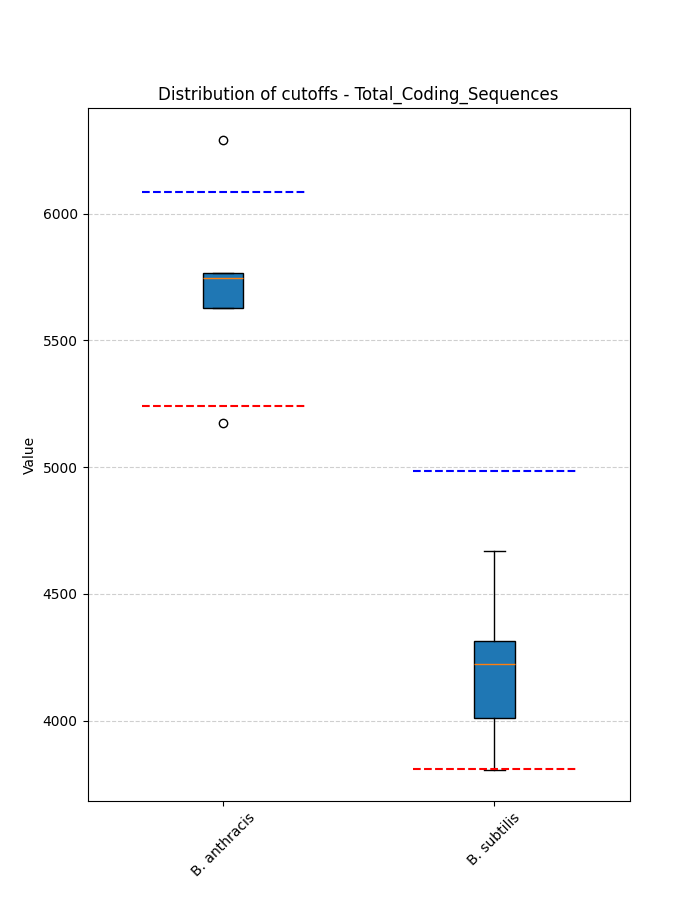 Distribution of cutoffs - Total_Coding_Sequences
Value
6000
5500
5000
4500
4000
B. anthracis
B. subtilis